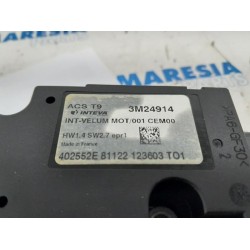 MARESIA
ACS T9
3M24914
INTEVA
INT-VELUM MOT/001 CEM00
HW1.4 SW2.7 epr1
Made in France
402552E 81122 123603 TO1